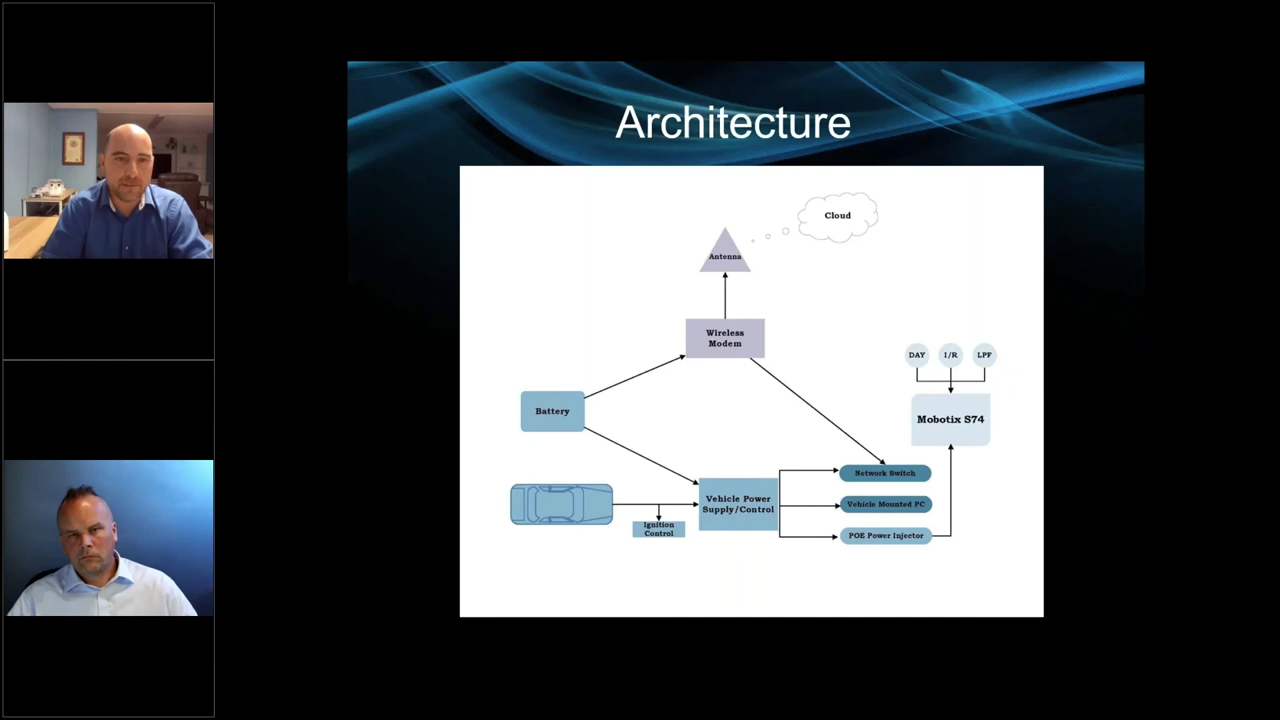 Architecture
Cloud
Antenna
Wireless
Modem
DAY
I/R
LPF
Battery
Mobotix S74
Network Switch
Vehicle Power
Supply/Control
Vehicle Mounted PC
Ignition
Control
POE Power Injector